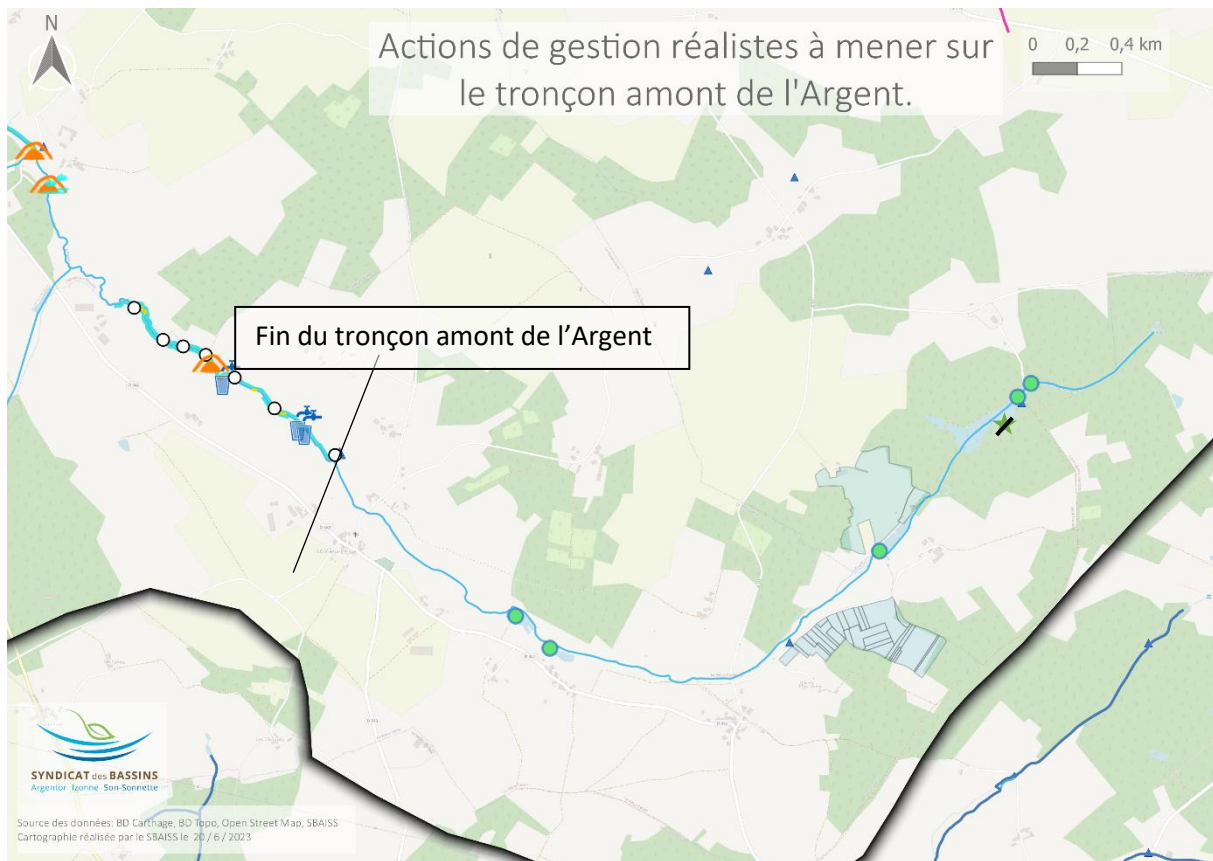 N
Actions de gestion réalistes à mener sur
le tronçon amont de l'Argent.
0 0,2 0,4 km
Fin du tronçon amont de l’Argent
SYNDICAT des BASSINS
Argentor Izonne Son-Sonnette
Source des données: BD Carthage, BD Topo, Open Street Map, SBAISS
Cartographie réalisée par le SBAISS le 20 / 6 / 2023